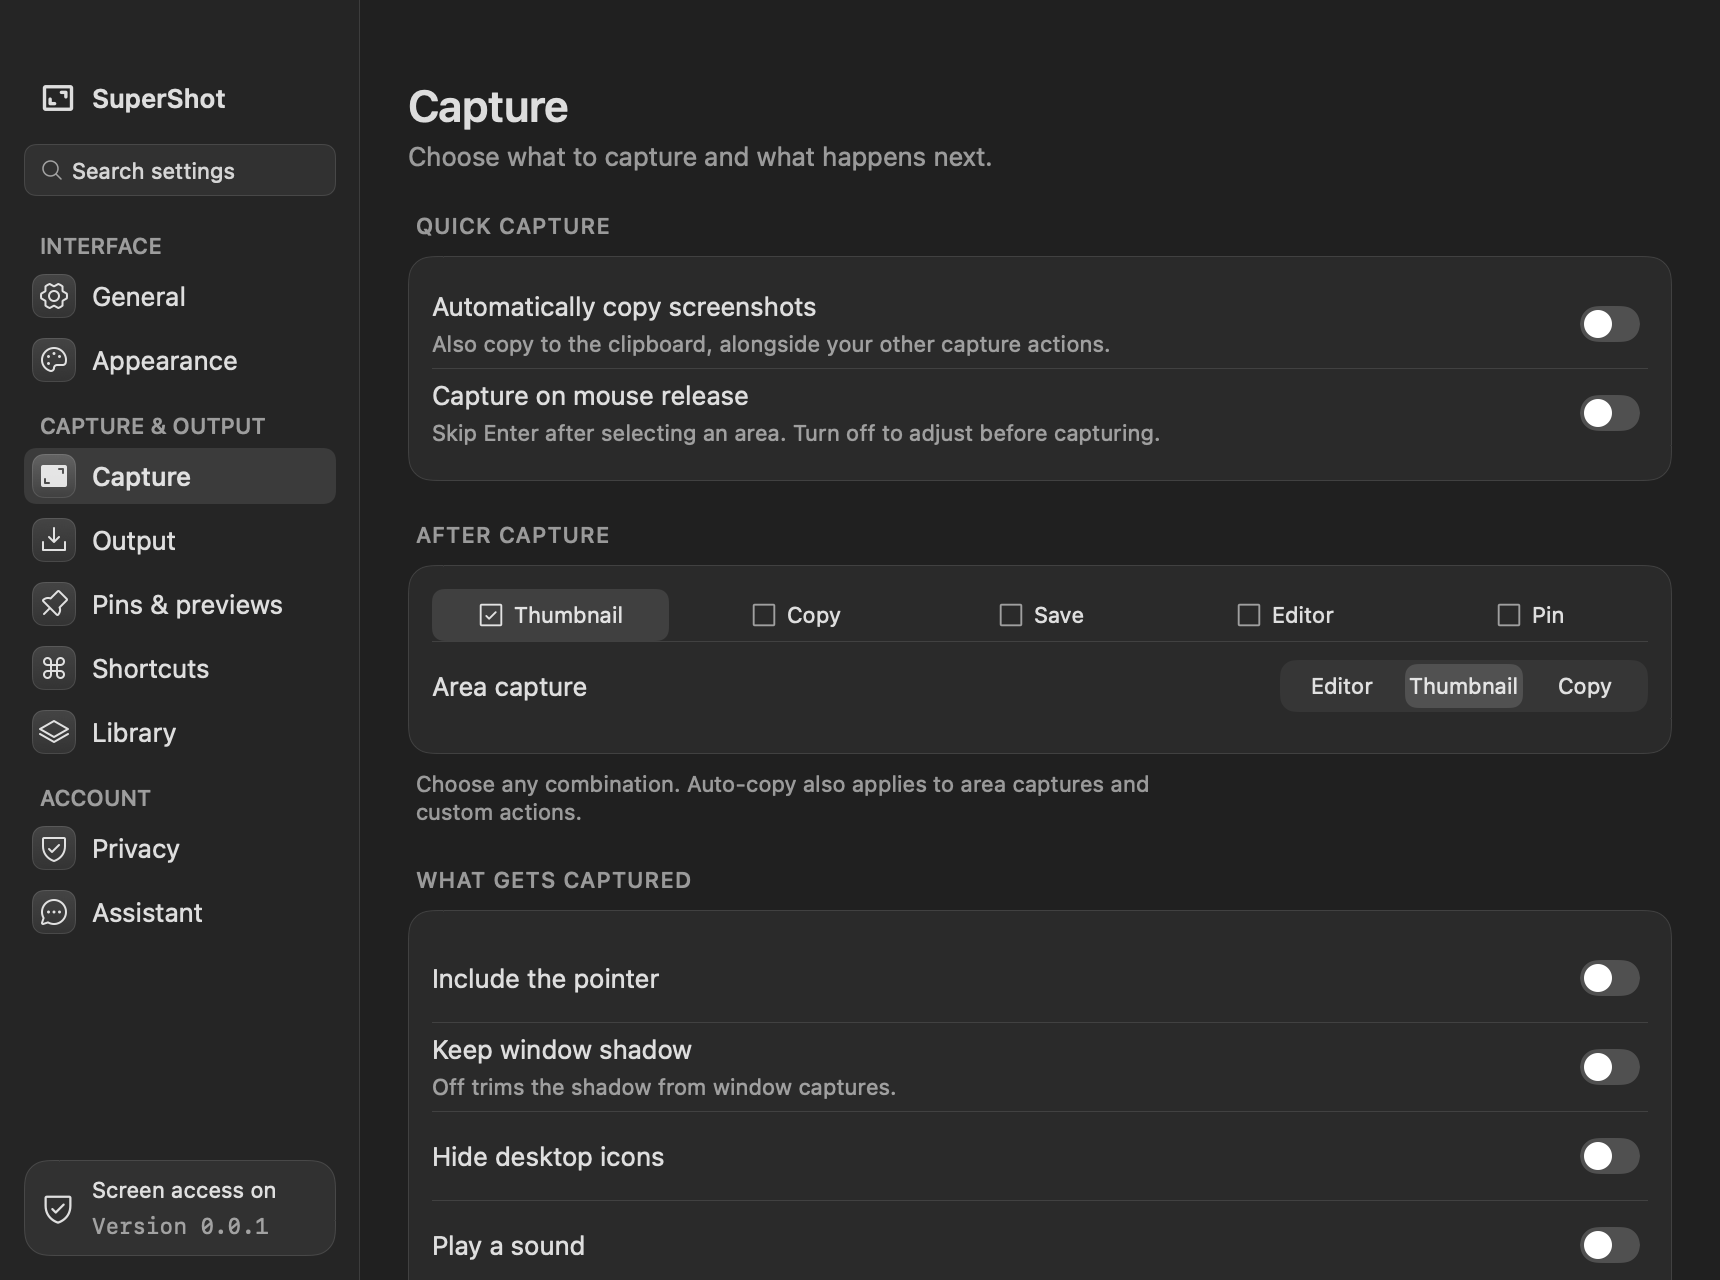 SuperShot
Search settings
INTERFACE
General
Appearance
CAPTURE & OUTPUT
Capture
Output
Pins & previews
Shortcuts
Library
ACCOUNT
Privacy
Assistant
Screen access on
Version 0.0.1
Capture
Choose what to capture and what happens next.
QUICK CAPTURE
Automatically copy screenshots
Also copy to the clipboard, alongside your other capture actions.
Capture on mouse release
Skip Enter after selecting an area. Turn off to adjust before capturing.
AFTER CAPTURE
Thumbnail Copy Save Editor Pin
Area capture Editor Thumbnail Copy
Choose any combination. Auto-copy also applies to area captures and
custom actions.
WHAT GETS CAPTURED
Include the pointer
Keep window shadow
Off trims the shadow from window captures.
Hide desktop icons
Play a sound